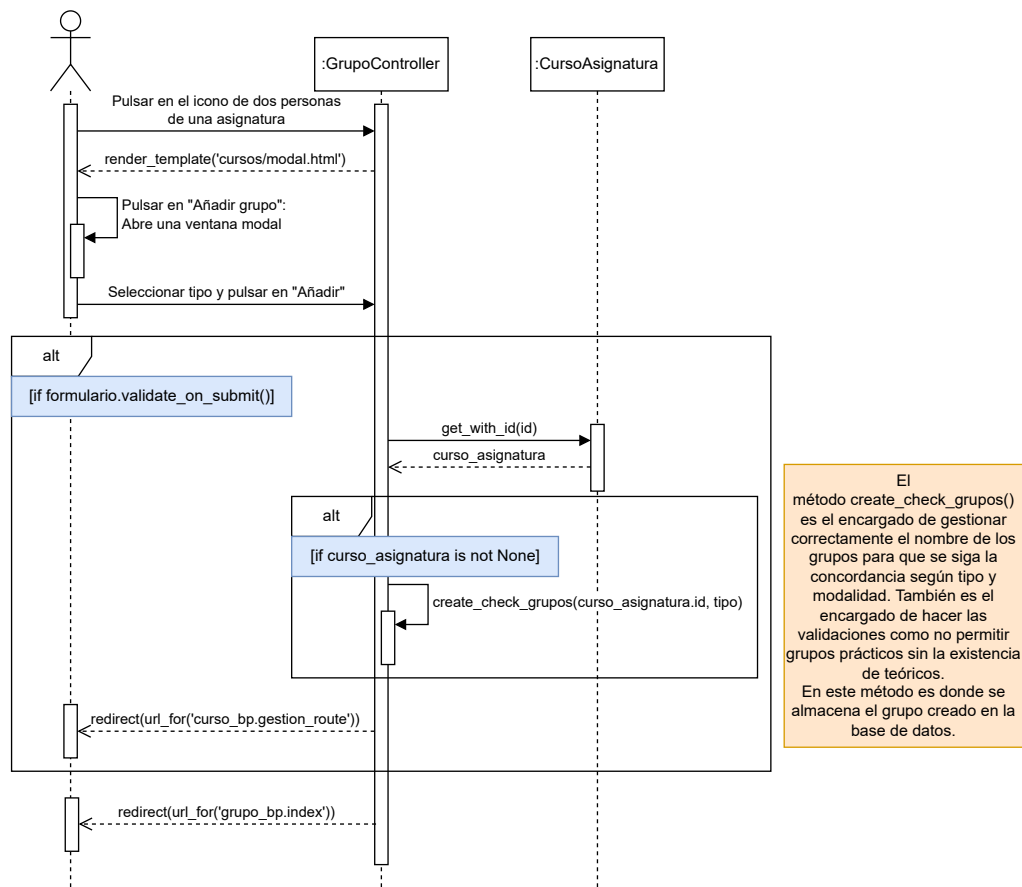 :GrupoController
:CursoAsignatura
Pulsar en el icono de dos personas
de una asignatura
render_template('cursos/modal.html')
Pulsar en "Añadir grupo":
Abre una ventana modal
Seleccionar tipo y pulsar en "Añadir"
alt
[if formulario.validate_on_submit()]
get_with_id(id)
curso_asignatura
alt
[if curso_asignatura is not None]
create_check_grupos(curso_asignatura.id, tipo)
redirect(url_for('curso_bp.gestion_route'))
redirect(url_for('grupo_bp.index'))
El
método create_check_grupos()
es el encargado de gestionar
correctamente el nombre de los
grupos para que se siga la
concordancia según tipo y
modalidad. También es el
encargado de hacer las
validaciones como no permitir
grupos prácticos sin la existencia
de teóricos.
En este método es donde se
almacena el grupo creado en la
base de datos.